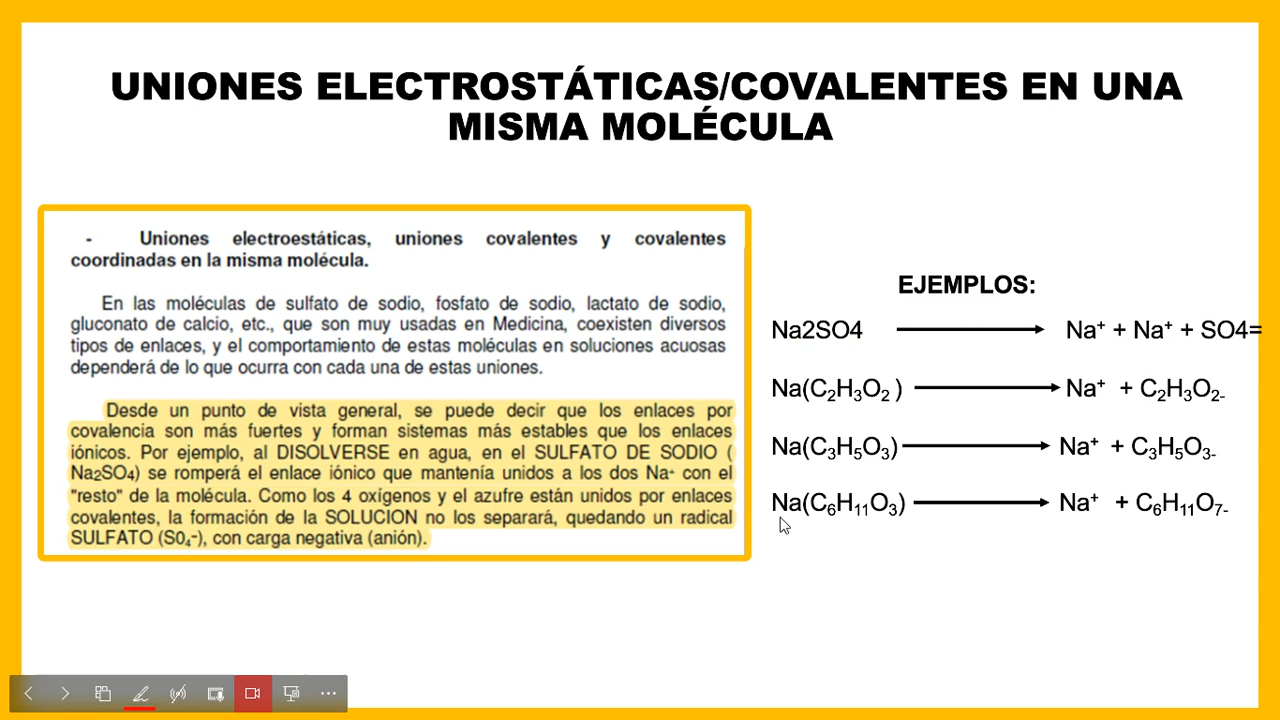 UNIONES ELECTROSTÁTICAS/COVALENTES EN UNA
MISMA MOLÉCULA
- Uniones electroestáticas, uniones covalentes y covalentes
coordinadas en la misma molécula.
En las moléculas de sulfato de sodio, fosfato de sodio, lactato de sodio,
gluconato de calcio, etc., que son muy usadas en Medicina, coexisten diversos
tipos de enlaces, y el comportamiento de estas moléculas en soluciones acuosas
dependerá de lo que ocurra con cada una de estas uniones.
Desde un punto de vista general, se puede decir que los enlaces por
covalencia son más fuertes y forman sistemas más estables que los enlaces
iónicos. Por ejemplo, al DISOLVERSE en agua, en el SULFATO DE SODIO (
Na₂SO₄) se romperá el enlace iónico que mantenía unidos a los dos Na⁺ con el
"resto" de la molécula. Como los 4 oxígenos y el azufre están unidos por enlaces
covalentes, la formación de la SOLUCION no los separará, quedando un radical
SULFATO (S0₄⁻), con carga negativa (anión).
EJEMPLOS:
Na2SO4 → Na⁺ + Na⁺ + SO4=
Na(C₂H₃O₂ ) → Na⁺ + C₂H₃O₂₋
Na(C₃H₅O₃) → Na⁺ + C₃H₅O₃₋
Na(C₆H₁₁O₃) → Na⁺ + C₆H₁₁O₇₋